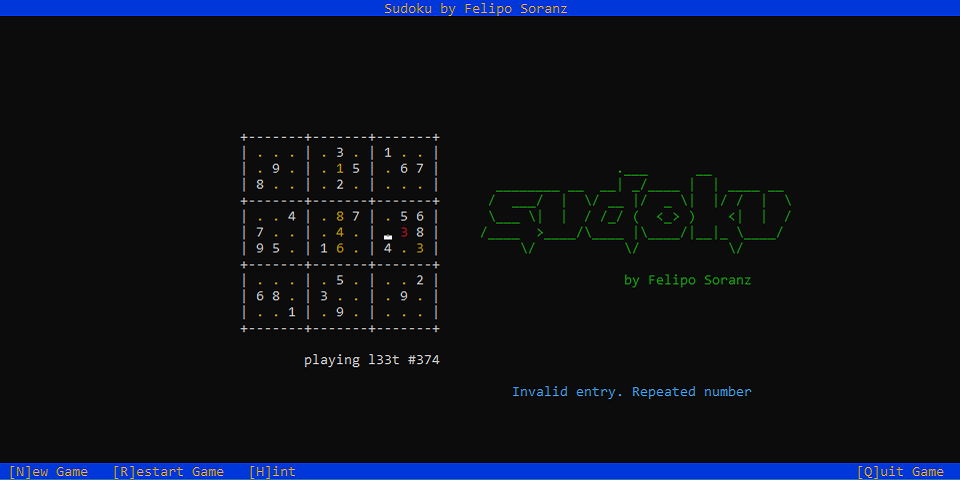 Sudoku by Felipo Soranz
+-------+-------+-------+
| . . . | . 3 . | 1 . . |
| . 9 . | . 1 5 | . 6 7 |
| 8 . . | . 2 . | . . . |
+-------+-------+-------+
| . . 4 | . 8 7 | . 5 6 |
| 7 . . | . 4 . | . 3 8 |
| 9 5 . | 1 6 . | 4 . 3 |
+-------+-------+-------+
| . . . | . 5 . | . . 2 |
| 6 8 . | 3 . . | . 9 . |
| . . 1 | . 9 . | . . . |
+-------+-------+-------+
sudoku
by Felipo Soranz
playing l33t #374
Invalid entry. Repeated number
[N]ew Game [R]estart Game [H]int [Q]uit Game